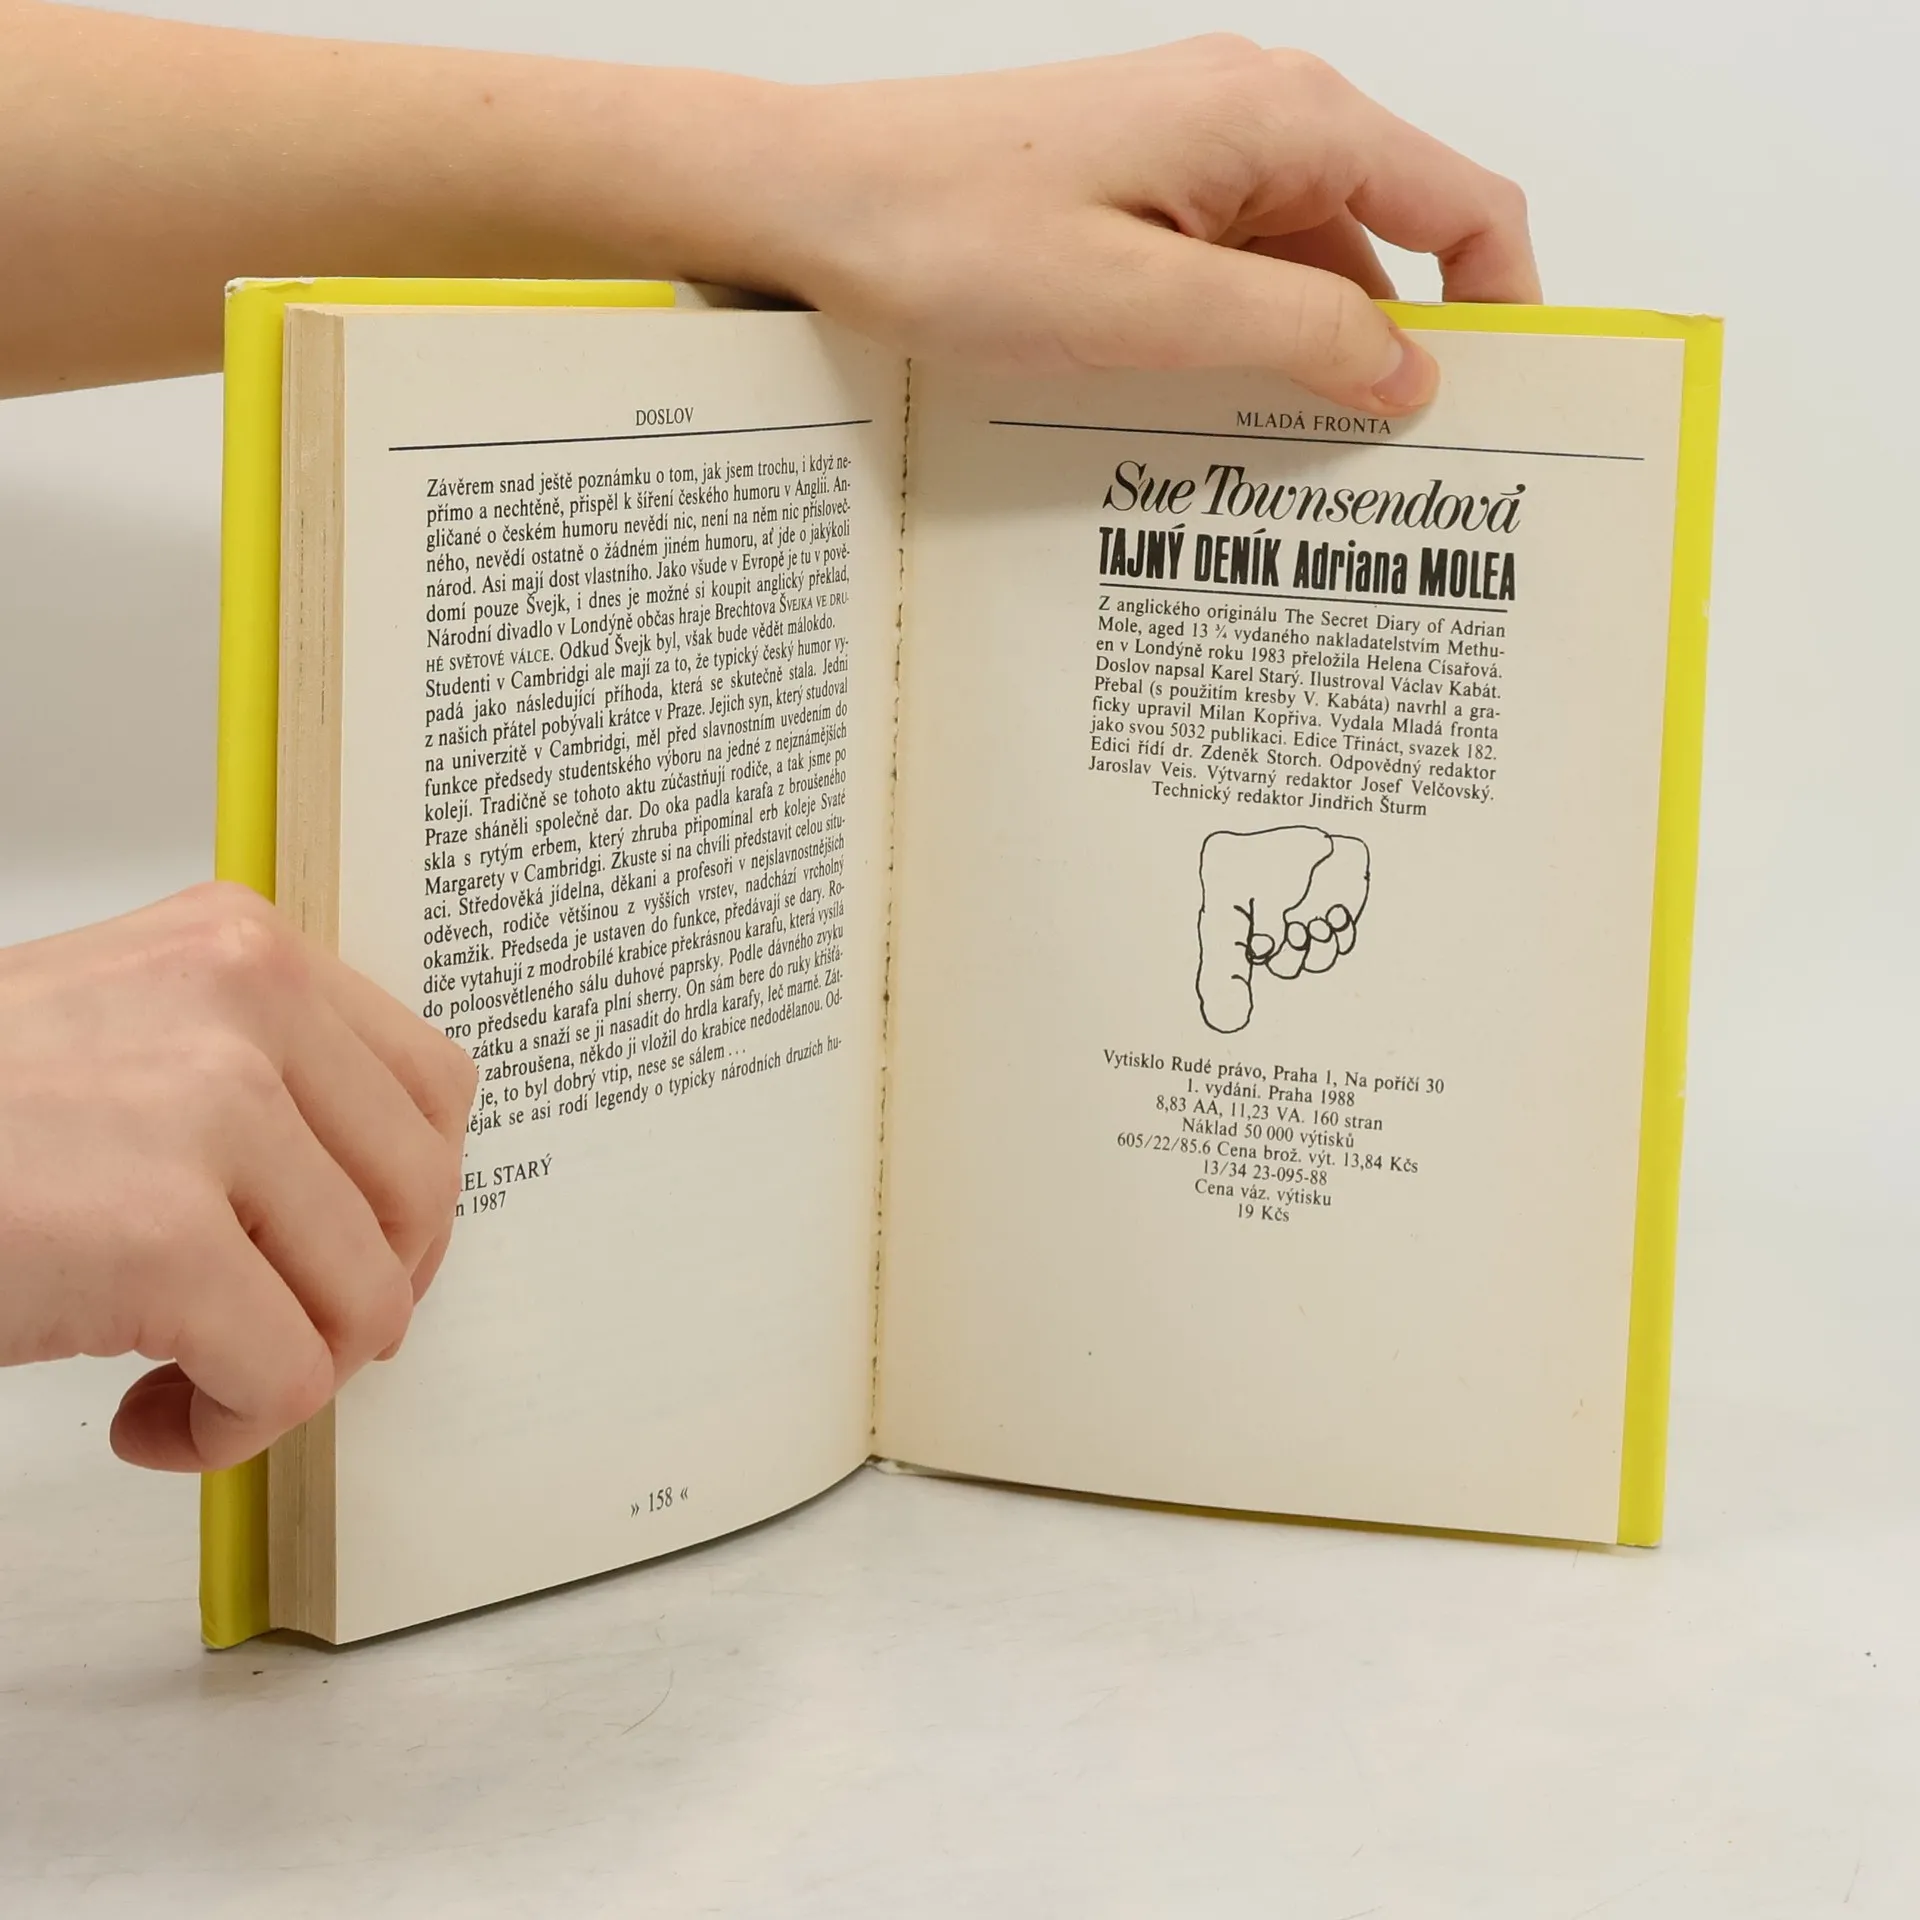 DOSLOV
Závěrem snad ještě poznámku o tom, jak jsem trochu, i když ne-
přímo a nechtěně, přispěl k šíření českého humoru v Anglii. An-
gličané o českém humoru nevědí nic, není na něm nic přísloveč-
ného, nevědí ostatně o žádném jiném humoru, ať jde o jakýkoli
národ. Asi mají dost vlastního. Jako všude v Evropě je tu v pově-
domí pouze Švejk, i dnes je možné si koupit anglický překlad,
Národní divadlo v Londýně občas hraje Brechtova ŠVEJKA VE DRU-
HÉ SVĚTOVÉ VÁLCE. Odkud Švejk byl, však bude vědět málokdo.
Studenti v Cambridgi ale mají za to, že typický český humor vy-
padá jako následující příhoda, která se skutečně stala. Jedni
z našich přátel pobývali krátce v Praze. Jejich syn, který studoval
na univerzitě v Cambridgi, měl před slavnostním uvedením do
funkce předsedy studentského výboru na jedné z nejznámějších
kolejí. Tradičně se tohoto aktu zúčastňují rodiče, a tak jsme po
Praze sháněli společně dar. Do oka padla karafa z broušeného
skla s rytým erbem, který zhruba připomínal erb koleje Svaté
Margarety v Cambridgi. Zkuste si na chvíli představit celou situ-
aci. Středověká jídelna, děkani a profesoři v nejslavnostnějších
oděvech, rodiče většinou z vyšších vrstev, nadchází vrcholný
okamžik. Předseda je ustaven do funkce, předávají se dary. Ro-
diče vytahují z modrobílé krabice překrásnou karafu, která vysílá
do poloosvětleného sálu duhové paprsky. Podle dávného zvyku
pro předsedu karafa plní sherry. On sám bere do ruky křišťá-
zátku a snaží se ji nasadit do hrdla karafy, leč marně. Zát-
zabroušena, někdo ji vložil do krabice nedodělanou. Od-
je, to byl dobrý vtip, nese se sálem...
ějak se asi rodí legendy o typicky národních druzích hu-
.
EL STARÝ
n 1987
» 158 «
MLADÁ FRONTA
Sue Townsendová
TAJNÝ DENÍK Adriana MOLEA
Z anglického originálu The Secret Diary of Adrian
Mole, aged 13 ¾ vydaného nakladatelstvím Methu-
en v Londýně roku 1983 přeložila Helena Císařová.
Doslov napsal Karel Starý. Ilustroval Václav Kabát.
Přebal (s použitím kresby V. Kabáta) navrhl a gra-
ficky upravil Milan Kopřiva. Vydala Mladá fronta
jako svou 5032 publikaci. Edice Třináct, svazek 182.
Edici řídí dr. Zdeněk Storch. Odpovědný redaktor
Jaroslav Veis. Výtvarný redaktor Josef Velčovský.
Technický redaktor Jindřich Šturm
Vytisklo Rudé právo, Praha 1, Na poříčí 30
1. vydání. Praha 1988
8,83 AA, 11,23 VA. 160 stran
Náklad 50 000 výtisků
605/22/85.6 Cena brož. výt. 13,84 Kčs
13/34 23-095-88
Cena váz. výtisku
19 Kčs